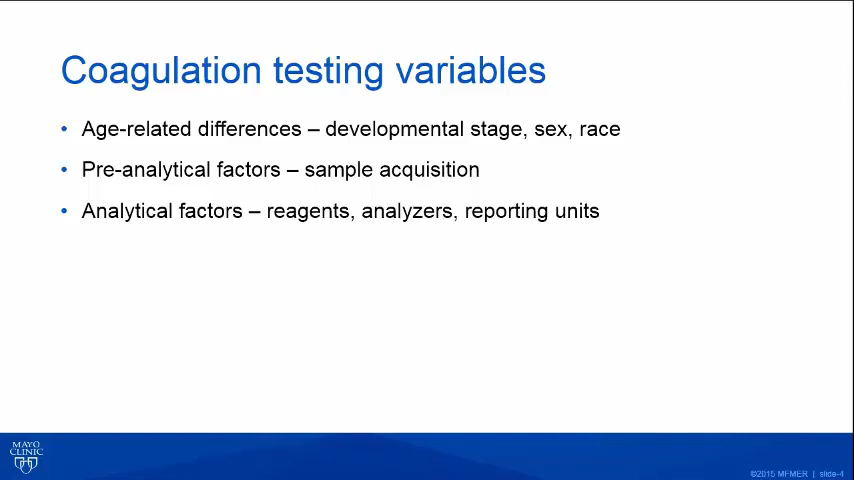 Coagulation testing variables
• Age-related differences – developmental stage, sex, race
• Pre-analytical factors – sample acquisition
• Analytical factors – reagents, analyzers, reporting units
MAYO
CLINIC
©2015 MFMER | slide-4